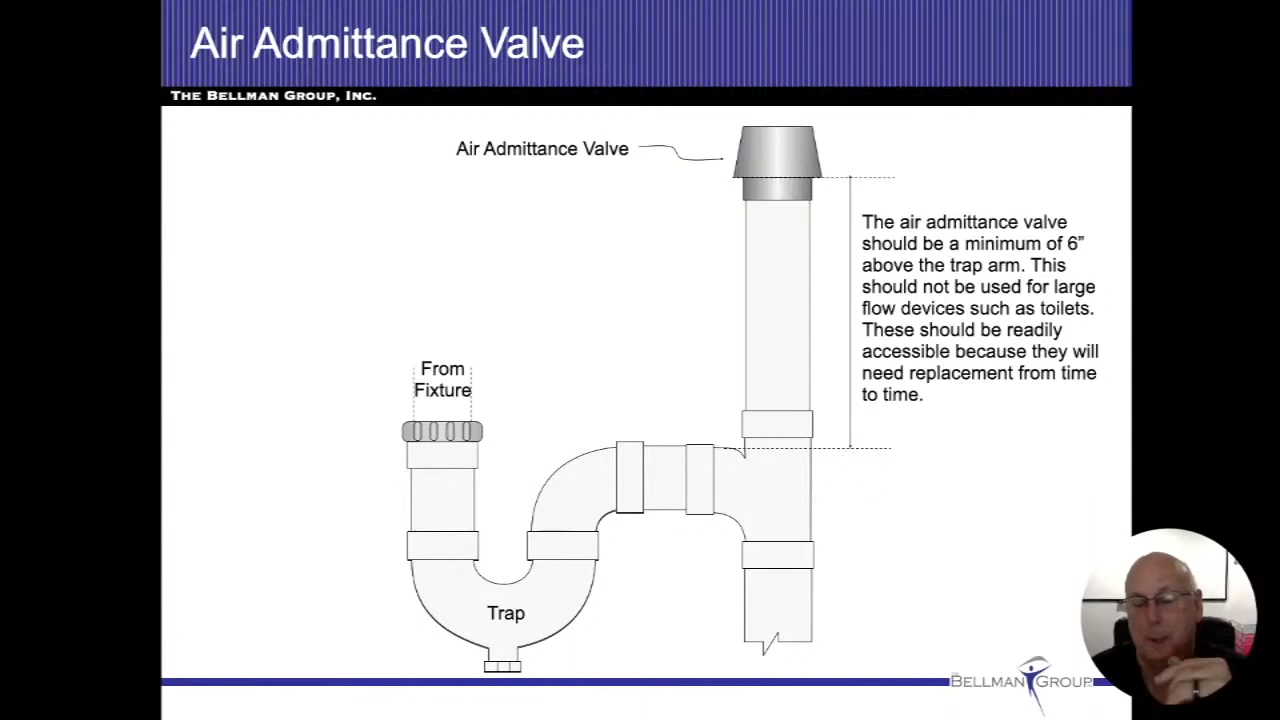 Air Admittance Valve
THE BELLMAN GROUP, INC.
Air Admittance Valve
The air admittance valve
should be a minimum of 6”
above the trap arm. This
should not be used for large
flow devices such as toilets.
These should be readily
accessible because they will
need replacement from time
to time.
From
Fixture
Trap
BELLMAN GROUP